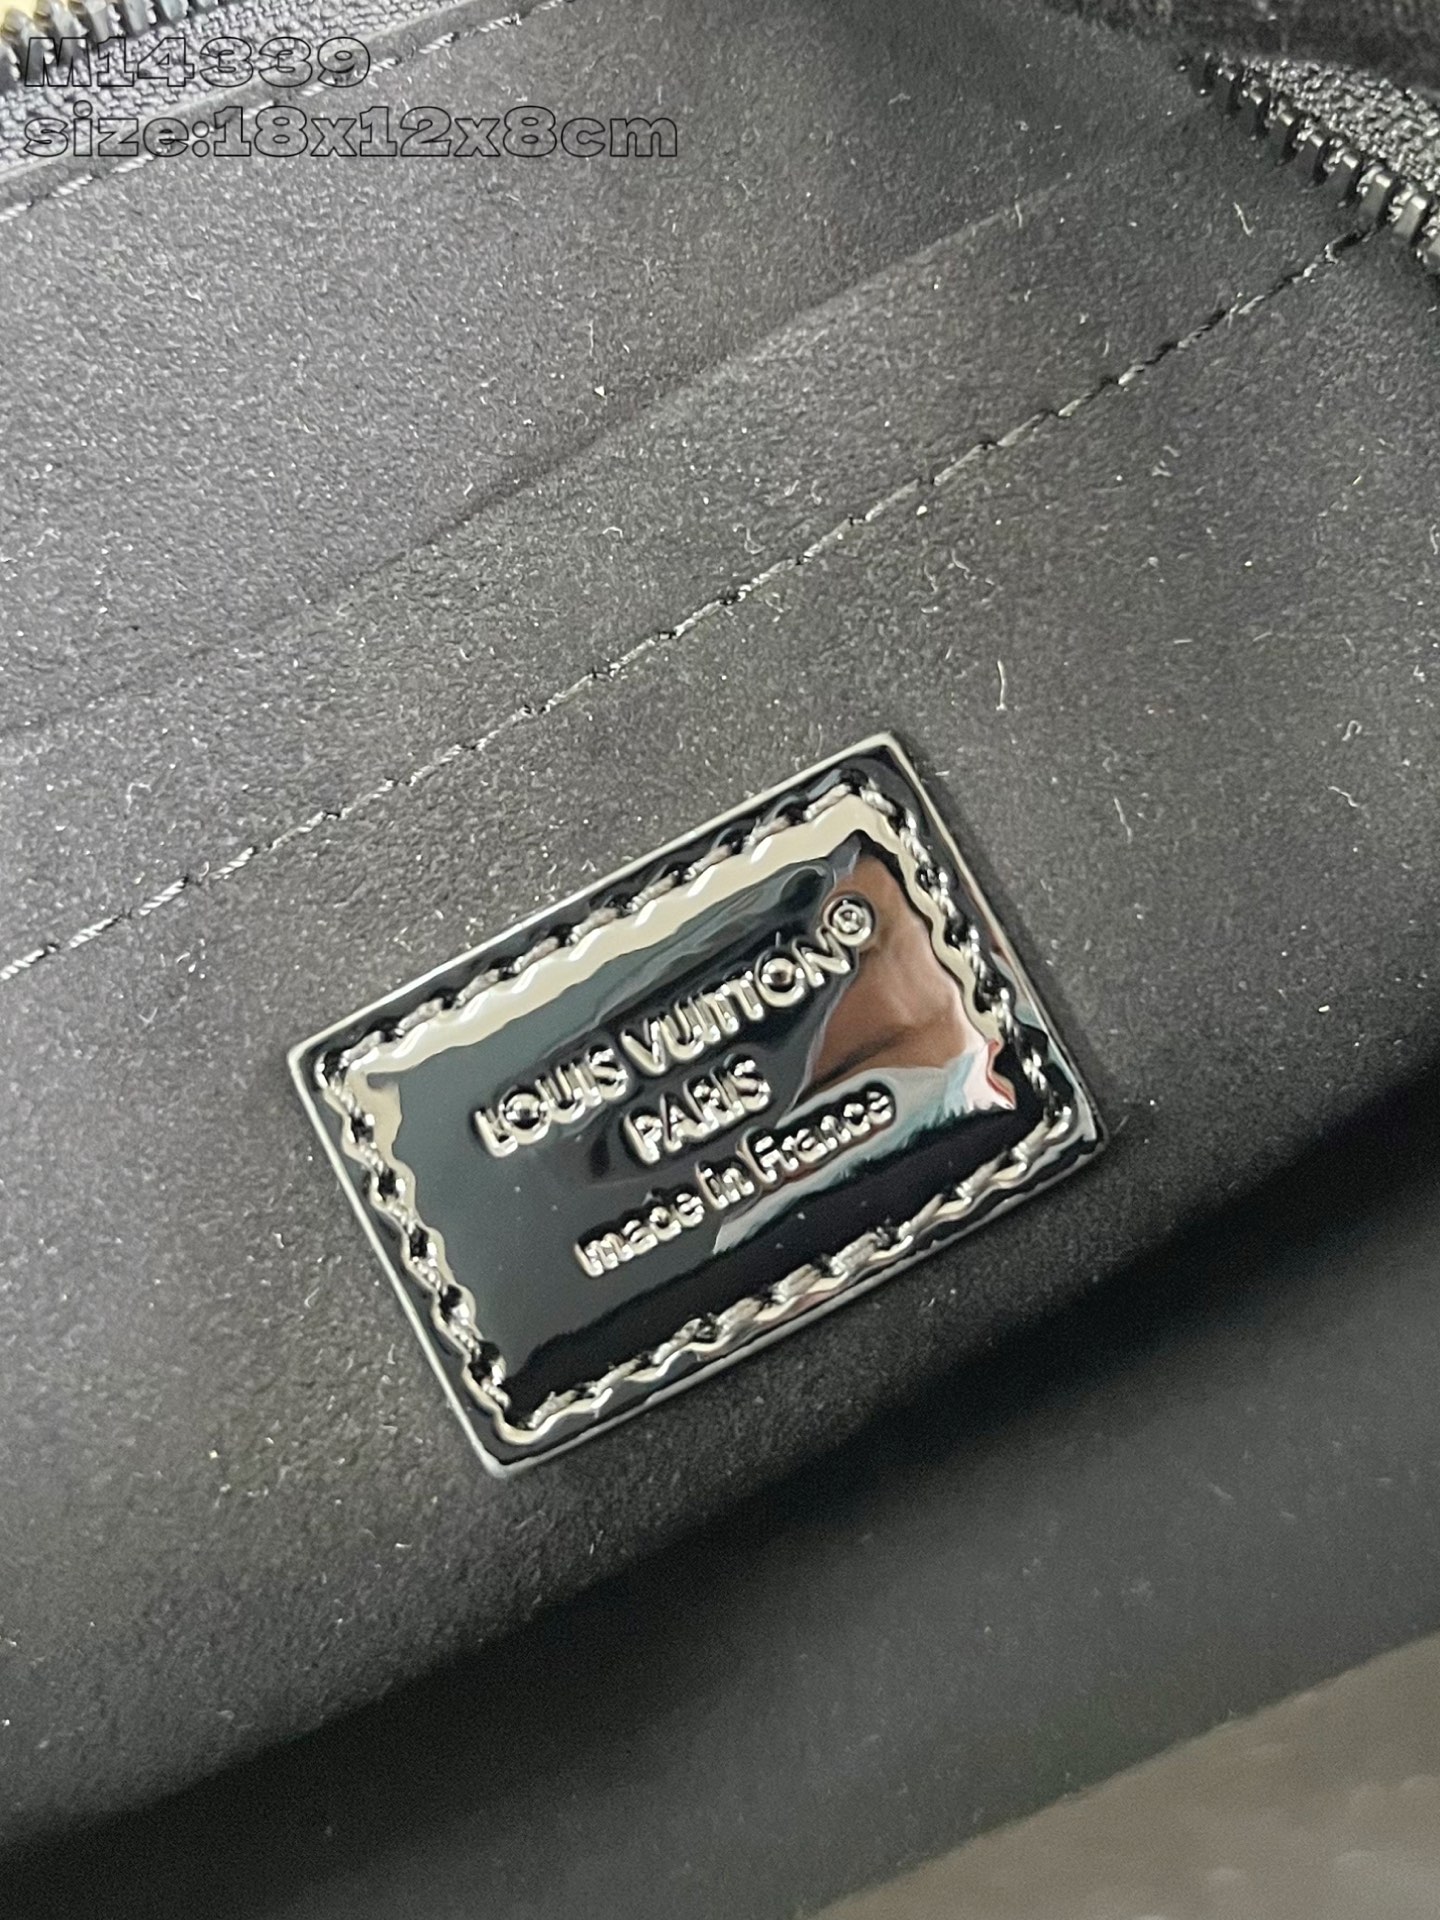 M14339
size:18x12x8cm
LOUIS VUITTON®
PARIS
made in France